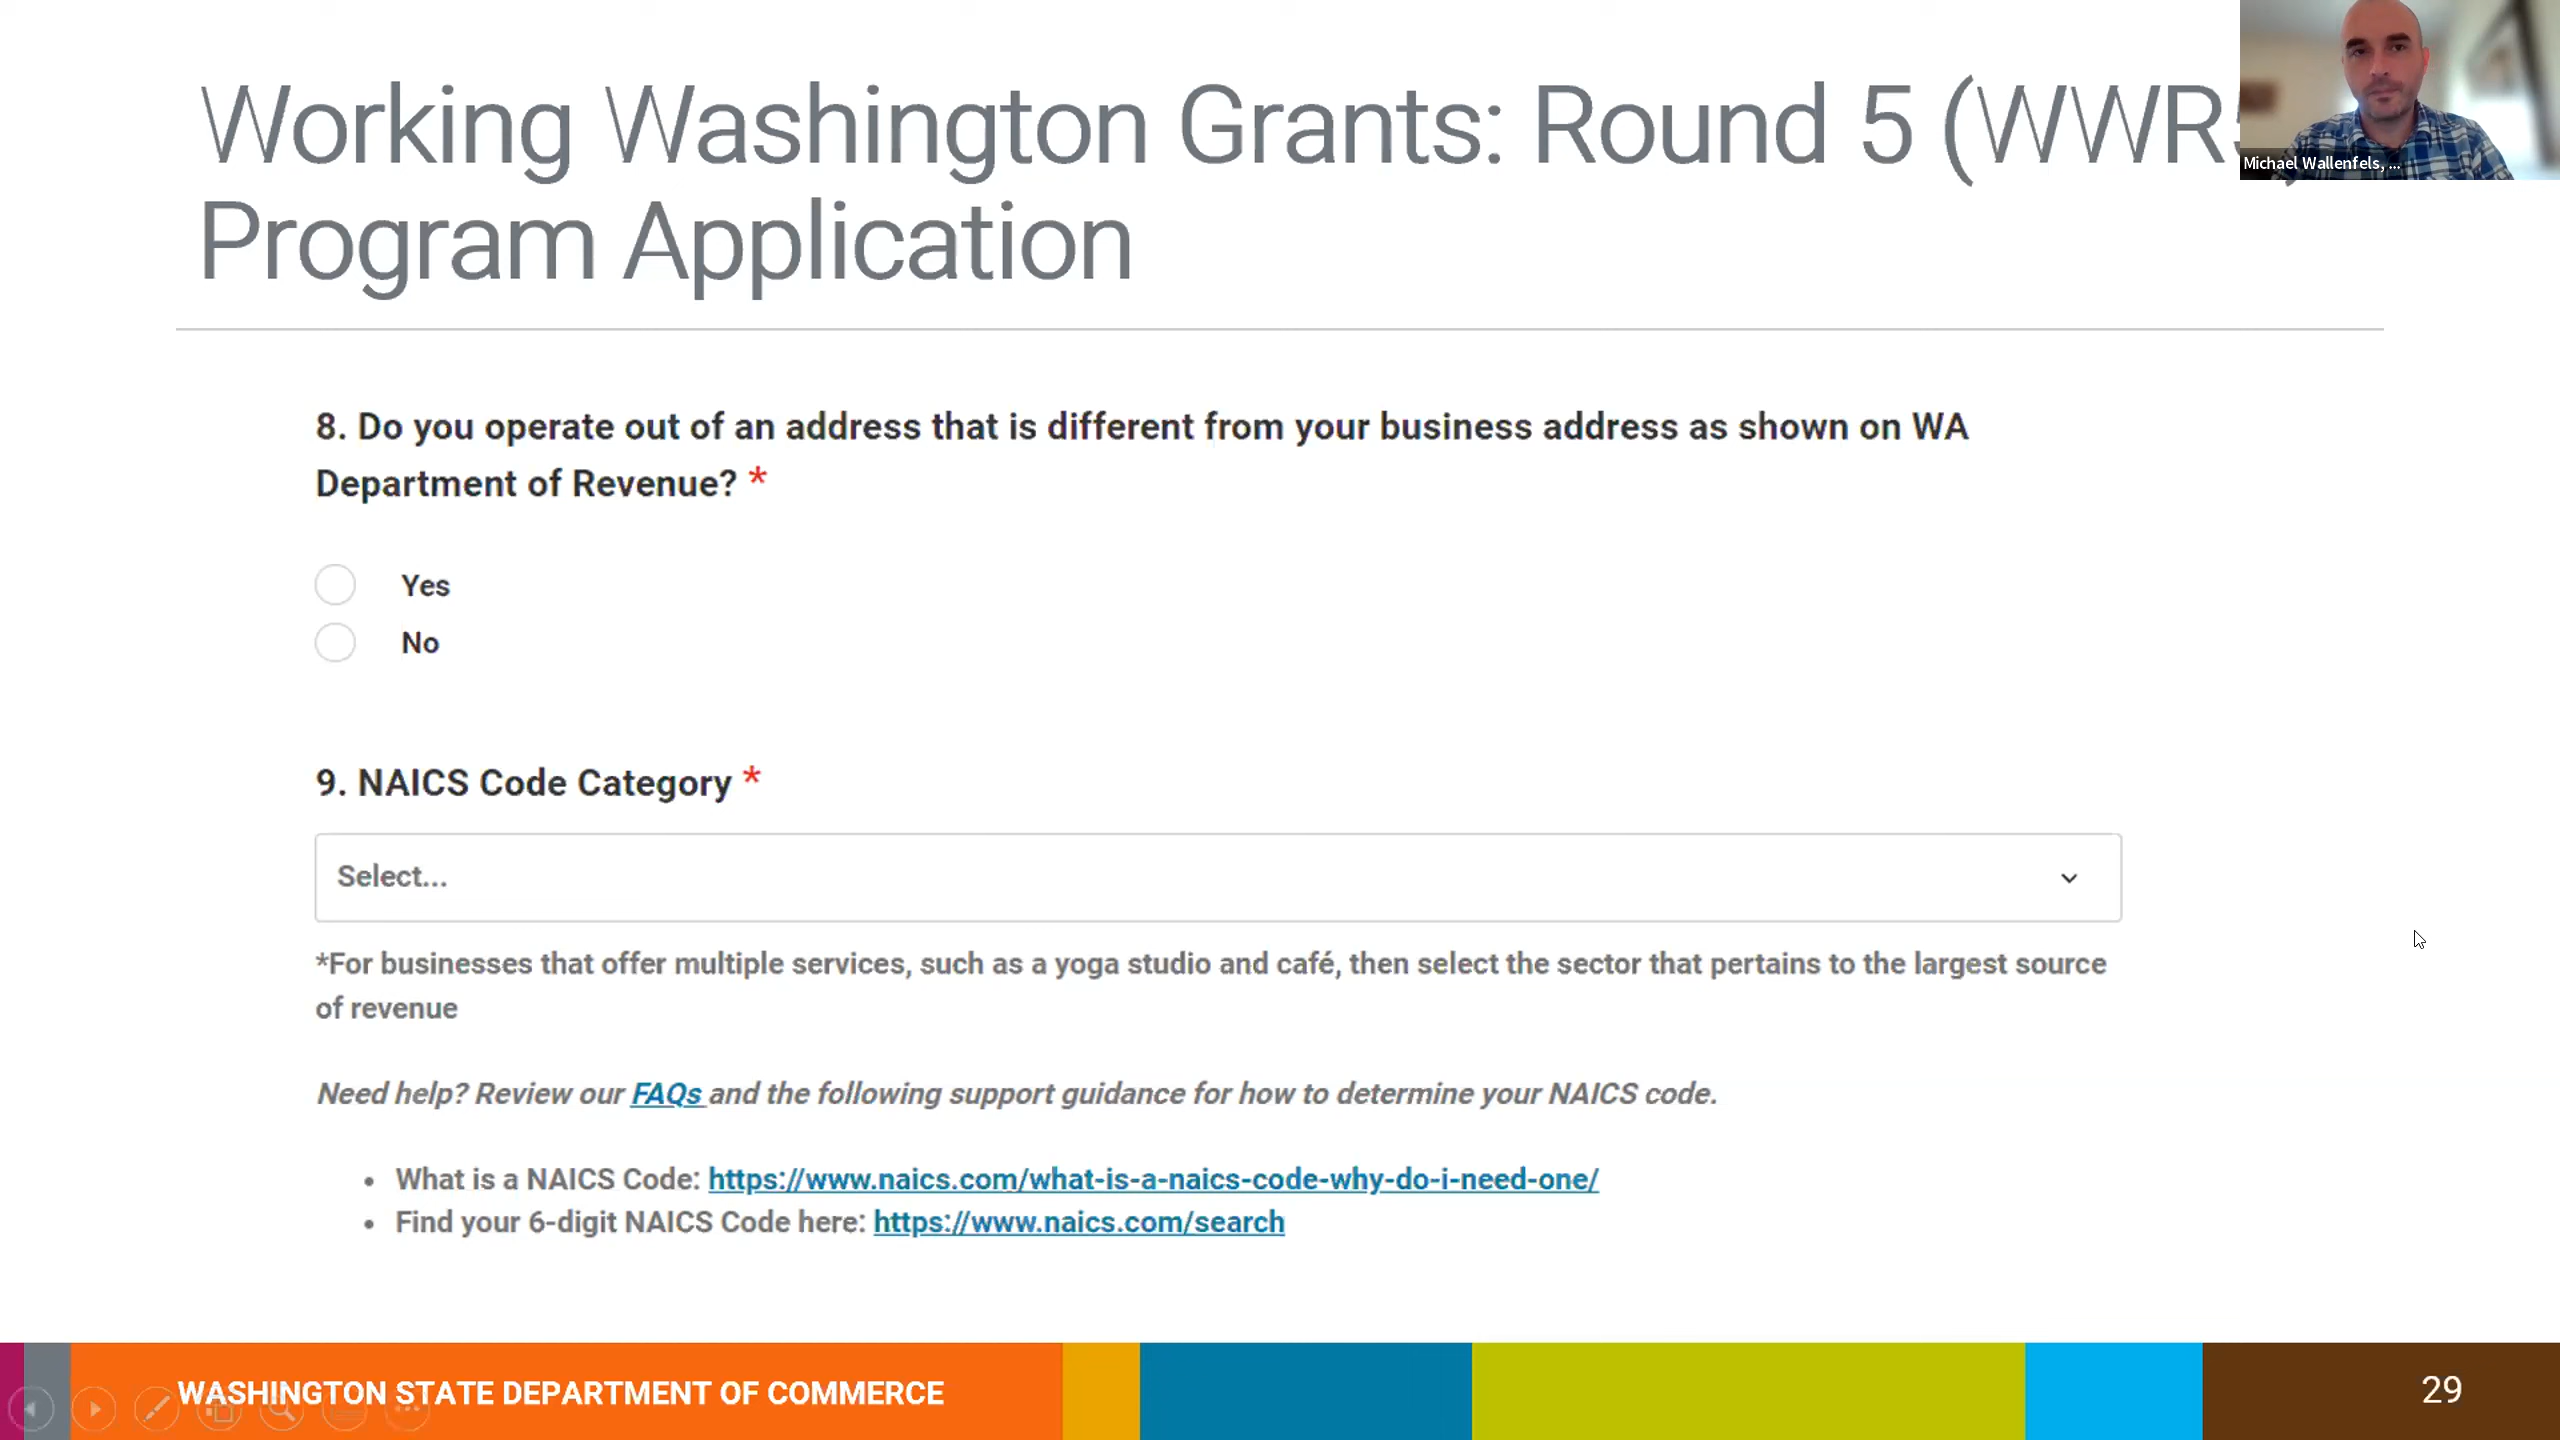 Working Washington Grants: Round 5 (WWR5
Program Application
Michael Wallenfels, ...
8. Do you operate out of an address that is different from your business address as shown on WA
Department of Revenue? *
Yes
No
9. NAICS Code Category *
Select...
*For businesses that offer multiple services, such as a yoga studio and café, then select the sector that pertains to the largest source
of revenue
Need help? Review our FAQs and the following support guidance for how to determine your NAICS code.
• What is a NAICS Code: https://www.naics.com/what-is-a-naics-code-why-do-i-need-one/
• Find your 6-digit NAICS Code here: https://www.naics.com/search
WASHINGTON STATE DEPARTMENT OF COMMERCE
29